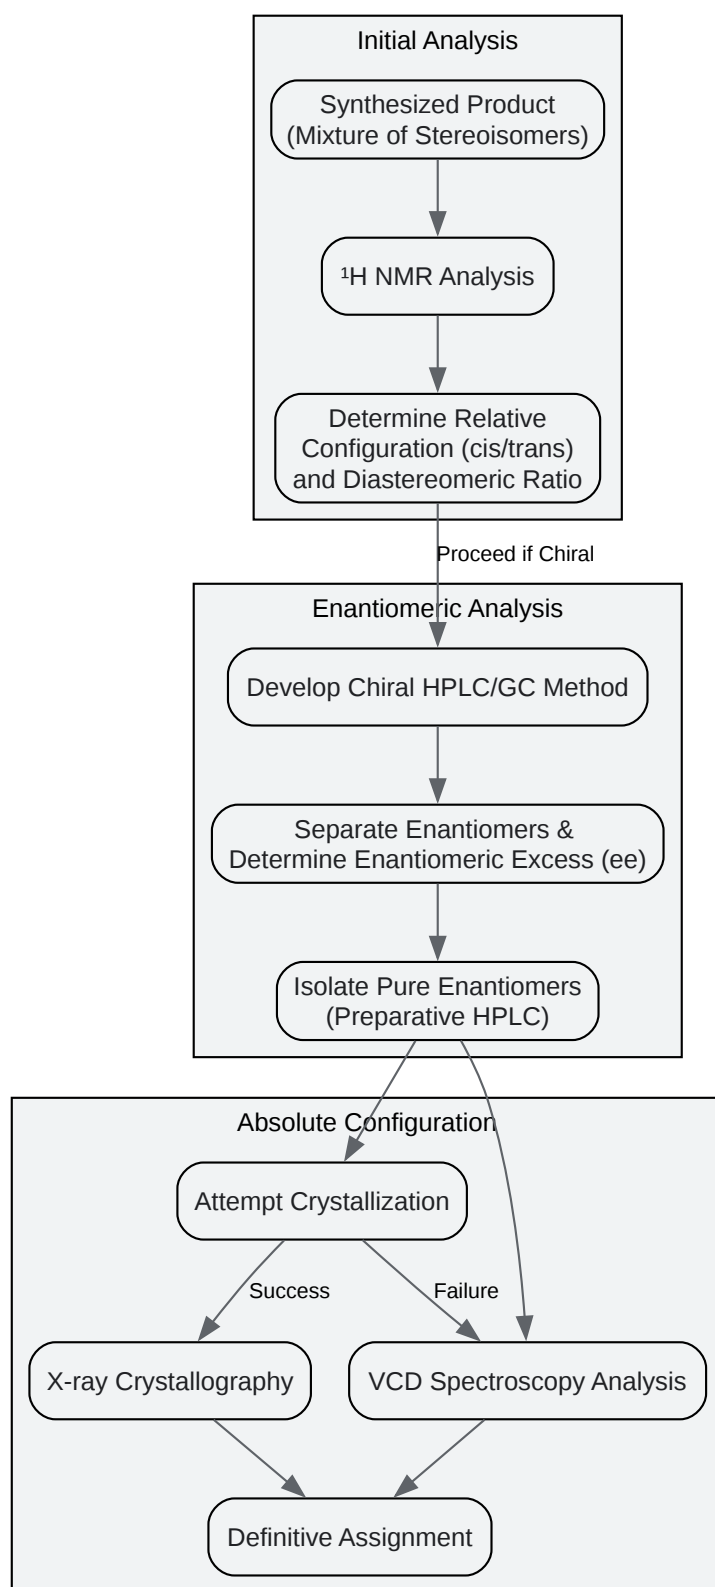 Initial Analysis
Synthesized Product
(Mixture of Stereoisomers)
¹H NMR Analysis
Determine Relative
Configuration (cis/trans)
and Diastereomeric Ratio
Proceed if Chiral
Enantiomeric Analysis
Develop Chiral HPLC/GC Method
Separate Enantiomers &
Determine Enantiomeric Excess (ee)
Isolate Pure Enantiomers
(Preparative HPLC)
Absolute Configuration
Attempt Crystallization
Success
Failure
X-ray Crystallography
VCD Spectroscopy Analysis
Definitive Assignment